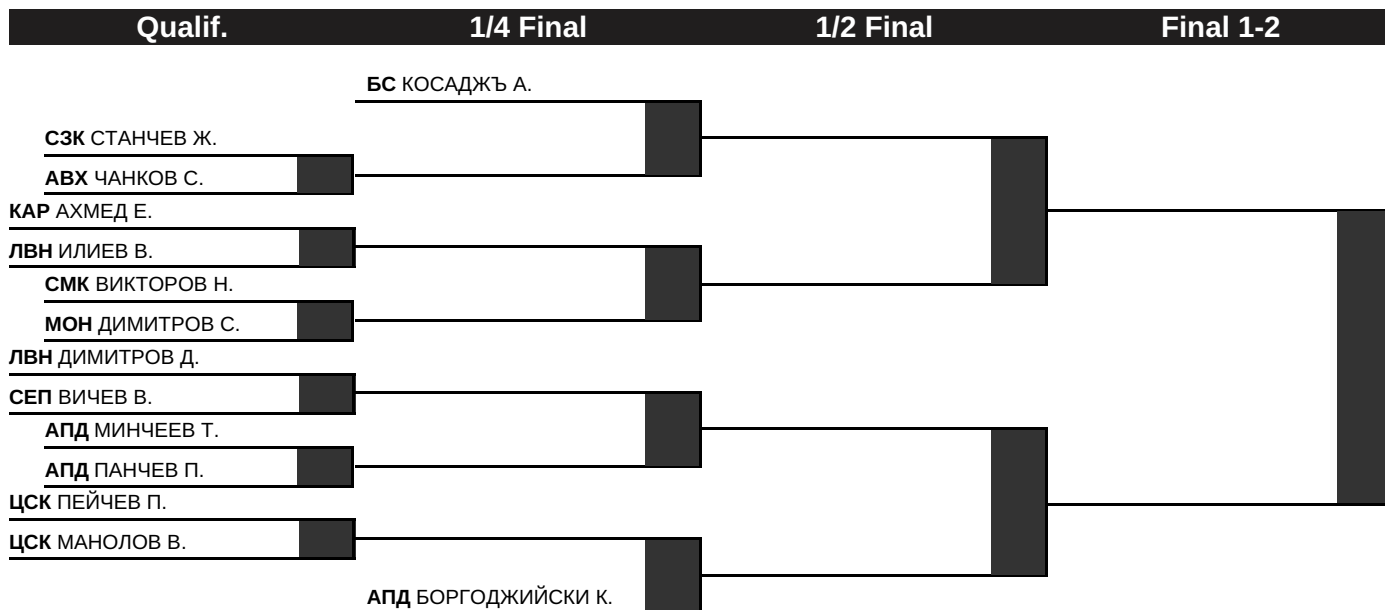 Qualif. 1/4 Final 1/2 Final Final 1-2
БС КОСАДЖЪ А.
СЗК СТАНЧЕВ Ж.
АВХ ЧАНКОВ С.
КАР АХМЕД Е.
ЛВН ИЛИЕВ В.
СМК ВИКТОРОВ Н.
МОН ДИМИТРОВ С.
ЛВН ДИМИТРОВ Д.
СЕП ВИЧЕВ В.
АПД МИНЧЕЕВ Т.
АПД ПАНЧЕВ П.
ЦСК ПЕЙЧЕВ П.
ЦСК МАНОЛОВ В.
АПД БОРГОДЖИЙСКИ К.